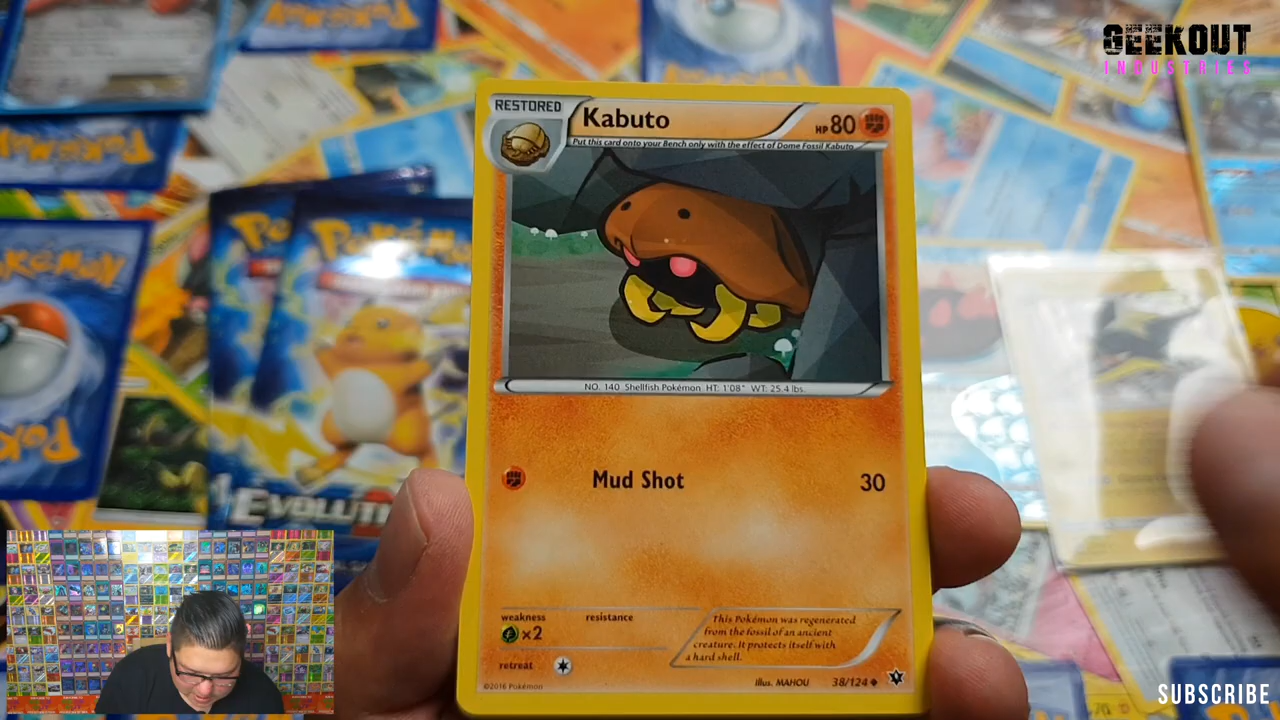 GEEKOUT
INDUSTRIES
RESTORED
Kabuto
HP 80
Put this card onto your Bench only with the effect of Dome Fossil Kabuto
NO. 140 Shellfish Pokémon HT: 1'08" WT: 25.4 lbs.
Mud Shot 30
weakness resistance
×2
retreat
This Pokémon was regenerated
from the fossil of an ancient
creature. It protects itself with
a hard shell.
©2016 Pokémon
Illus. MAHOU 38/124
SUBSCRIBE